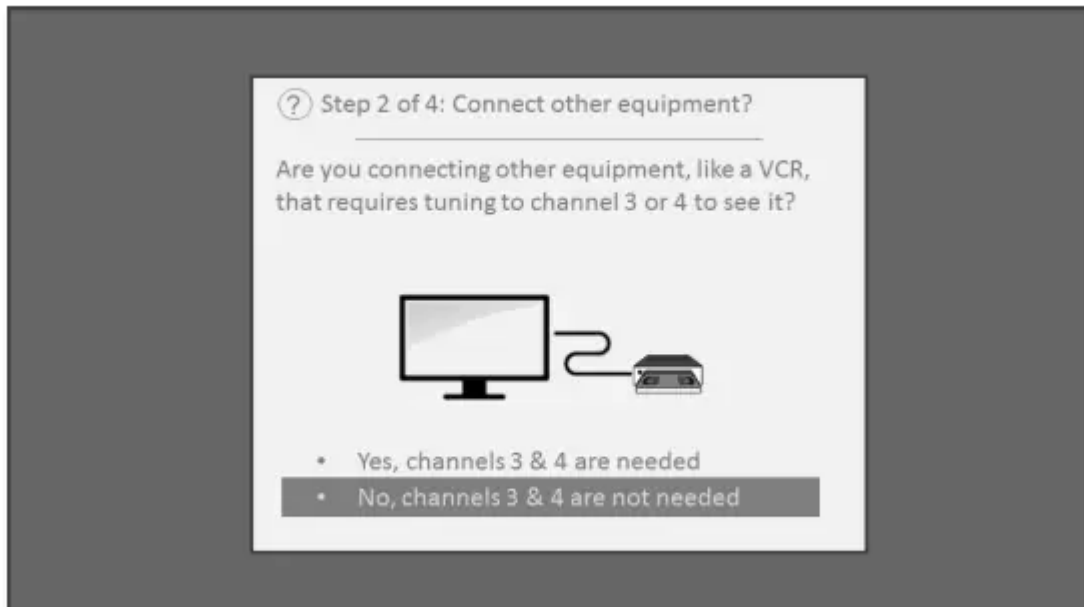 ? Step 2 of 4: Connect other equipment?
Are you connecting other equipment, like a VCR,
that requires tuning to channel 3 or 4 to see it?
• Yes, channels 3 & 4 are needed
• No, channels 3 & 4 are not needed